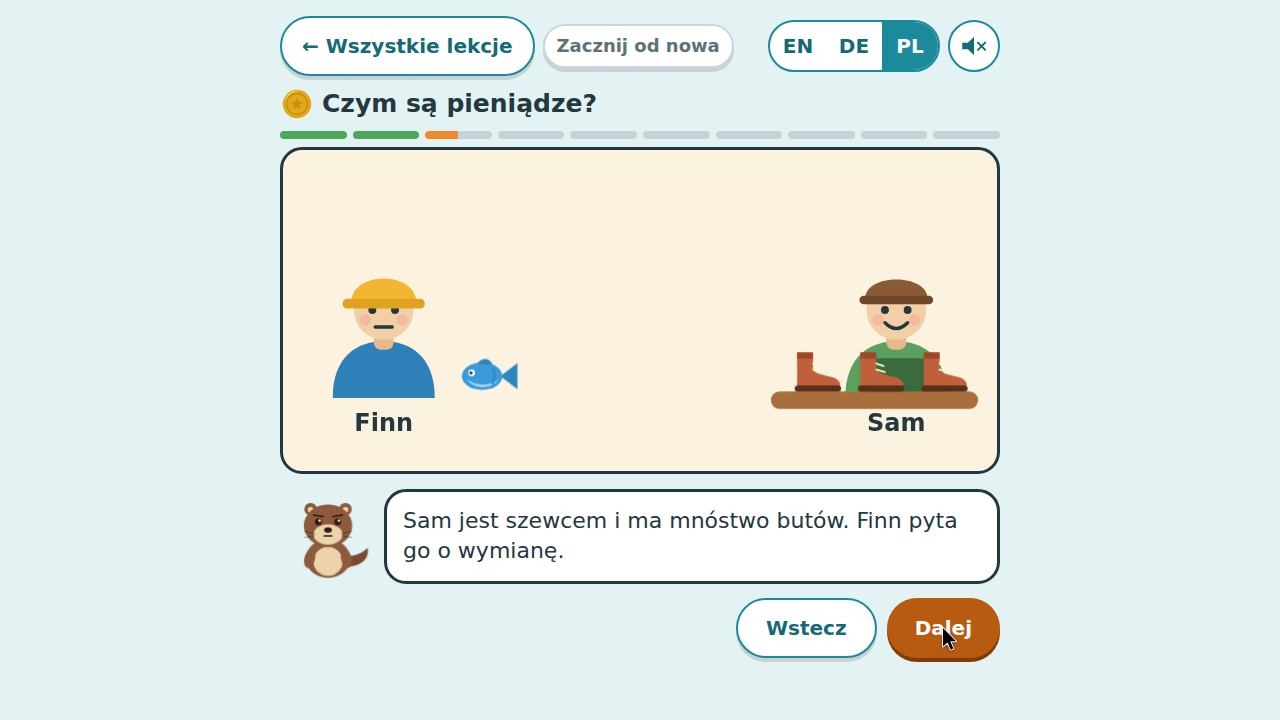 ← Wszystkie lekcje
Zacznij od nowa
EN DE PL
Czym są pieniądze?
Finn
Sam
Sam jest szewcem i ma mnóstwo butów. Finn pyta
go o wymianę.
Wstecz
Dalej